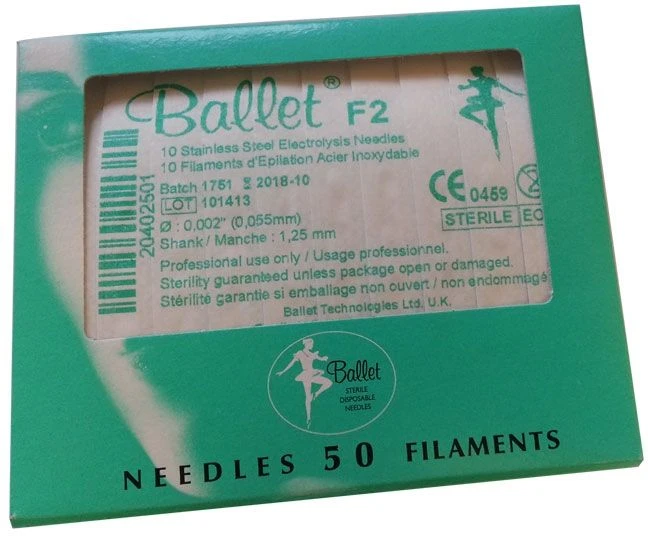 Ballet® F2
10 Stainless Steel Electrolysis Needles
10 Filaments d'Epilation Acier Inoxydable
Batch 1751 2018-10
LOT 101413
Ø : 0,002" (0,055mm)
Shank / Manche : 1,25 mm
20402501
CE 0459
STERILE EO
Professional use only / Usage professionnel.
Sterility guaranteed unless package open or damaged.
Stérilité garantie si emballage non ouvert / non endommagé
Ballet Technologies Ltd. U.K.
Ballet
STERILE
DISPOSABLE
NEEDLES
NEEDLES 50 FILAMENTS